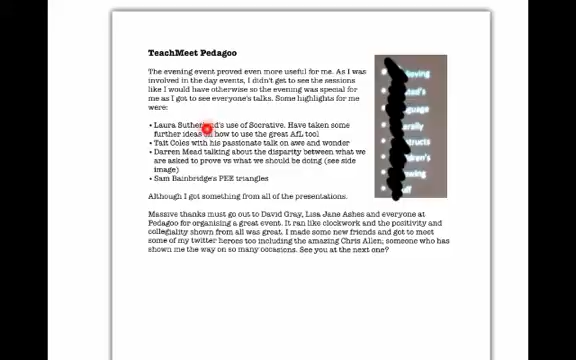 TeachMeet Pedagoo
The evening event proved even more useful for me. As I was
involved in the day events, I didn't get to see the sessions
like I would have otherwise so the evening was special for
me as I got to see everyone's talks. Some highlights for me
were:
• Laura Sutherland's use of Socrative. Have taken some
further ideas on how to use the great AfL tool
• Tait Coles with his passionate talk on awe and wonder
• Darren Mead talking about the disparity between what we
are asked to prove vs what we should be doing (see side
image)
• Sam Bainbridge's PEE triangles
Although I got something from all of the presentations.
Massive thanks must go out to David Gray, Lisa Jane Ashes and everyone at
Pedagoo for organising a great event. It ran like clockwork and the positivity and
collegiality shown from all was great. I made some new friends and got to meet
some of my twitter heroes too including the amazing Chris Allen; someone who has
shown me the way on so many occasions. See you at the next one?